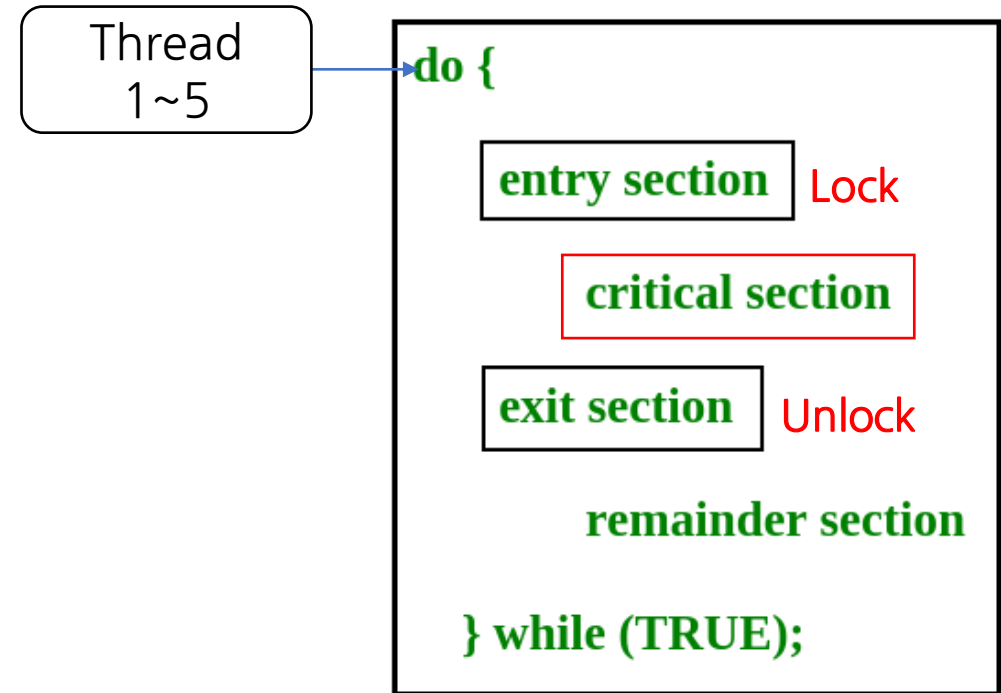 Thread
1~5
do {
entry section
Lock
critical section
exit section
Unlock
remainder section
} while (TRUE);